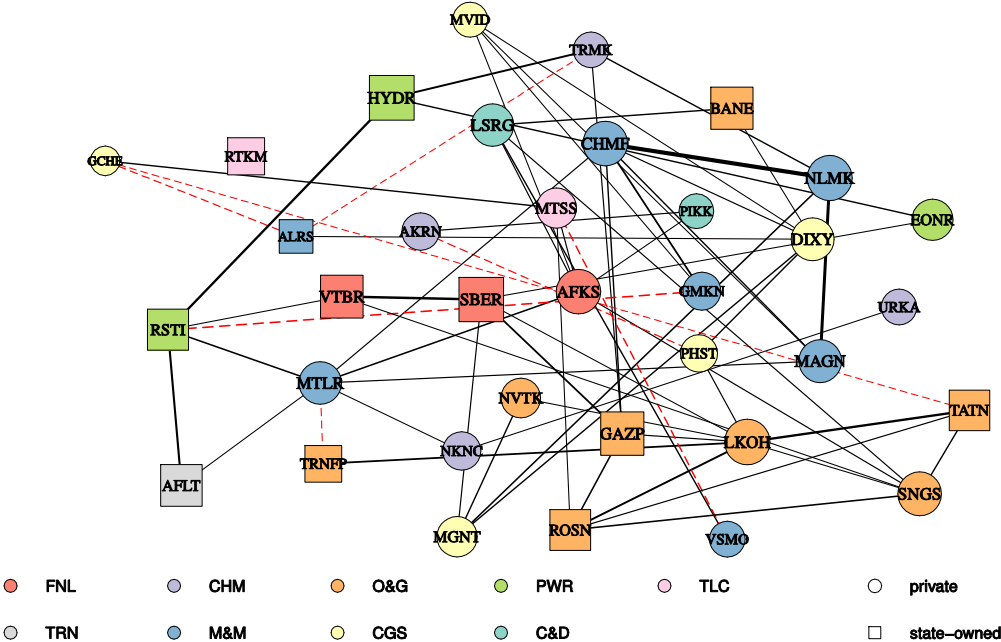 MVID
TRMK
HYDR
BANE
LSRG
CHMF
GCHE
RTKM
NLMK
MTSS
PIKK
EONR
ALRS
AKRN
DIXY
VTBR
SBER
AFKS
GMKN
URKA
RSTI
PHST
MAGN
MTLR
NVTK
TATN
GAZP
LKOH
NKNC
TRNFP
AFLT
SNGS
MGNT
ROSN
VSMO
FNL CHM O&G PWR TLC private
TRN M&M CGS C&D state-owned